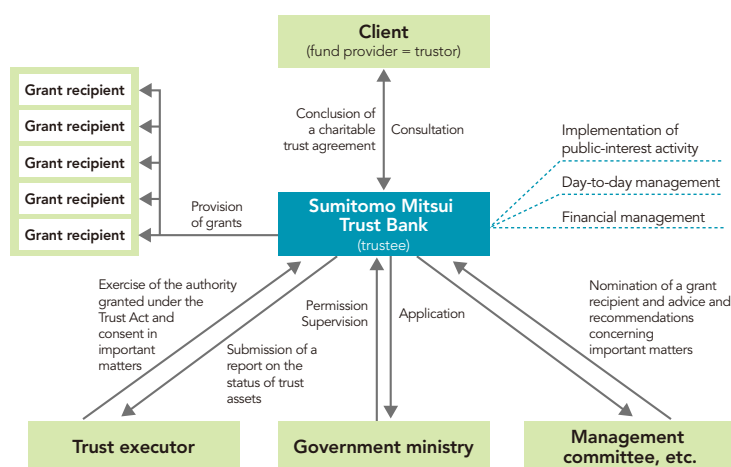 Client
(fund provider = trustor)
Grant recipient
Grant recipient
Grant recipient
Grant recipient
Grant recipient
Conclusion of
a charitable
trust agreement
Consultation
Implementation of
public-interest activity
Day-to-day management
Financial management
Provision
of grants
Sumitomo Mitsui
Trust Bank
(trustee)
Exercise of the authority
granted under the
Trust Act and
consent in
important
matters
Submission of a
report on the
status of trust
assets
Permission
Supervision
Application
Nomination of a grant
recipient and advice and
recommendations
concerning
important matters
Trust executor
Government ministry
Management
committee, etc.